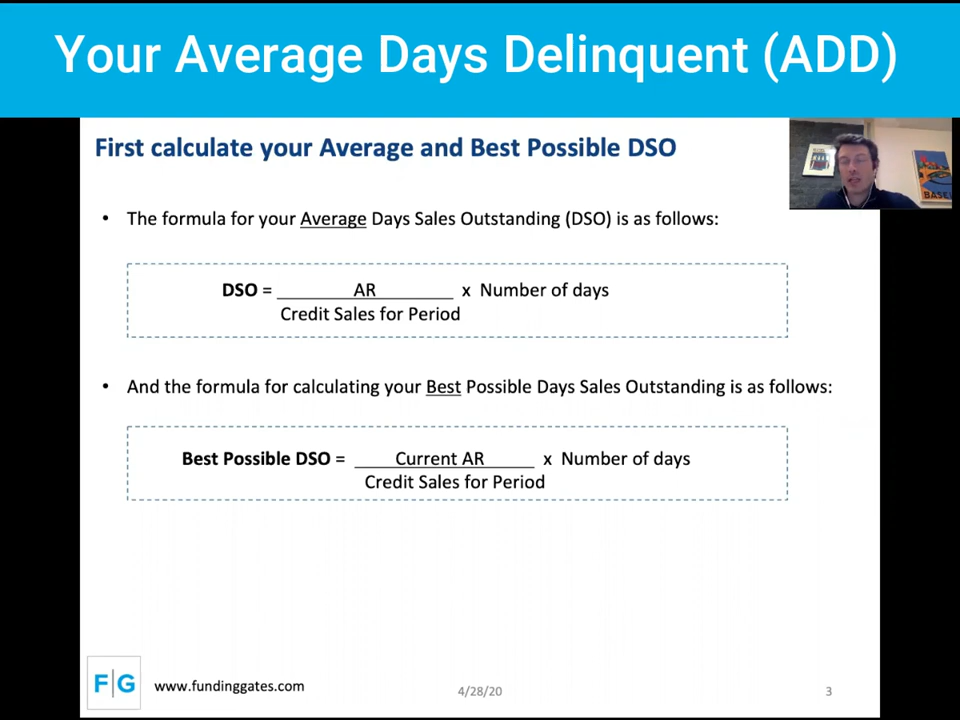 Your Average Days Delinquent (ADD)
First calculate your Average and Best Possible DSO
BASEL
• The formula for your Average Days Sales Outstanding (DSO) is as follows:
DSO = AR x Number of days
Credit Sales for Period
• And the formula for calculating your Best Possible Days Sales Outstanding is as follows:
Best Possible DSO = Current AR x Number of days
Credit Sales for Period
F|G www.fundinggates.com 4/28/20 3